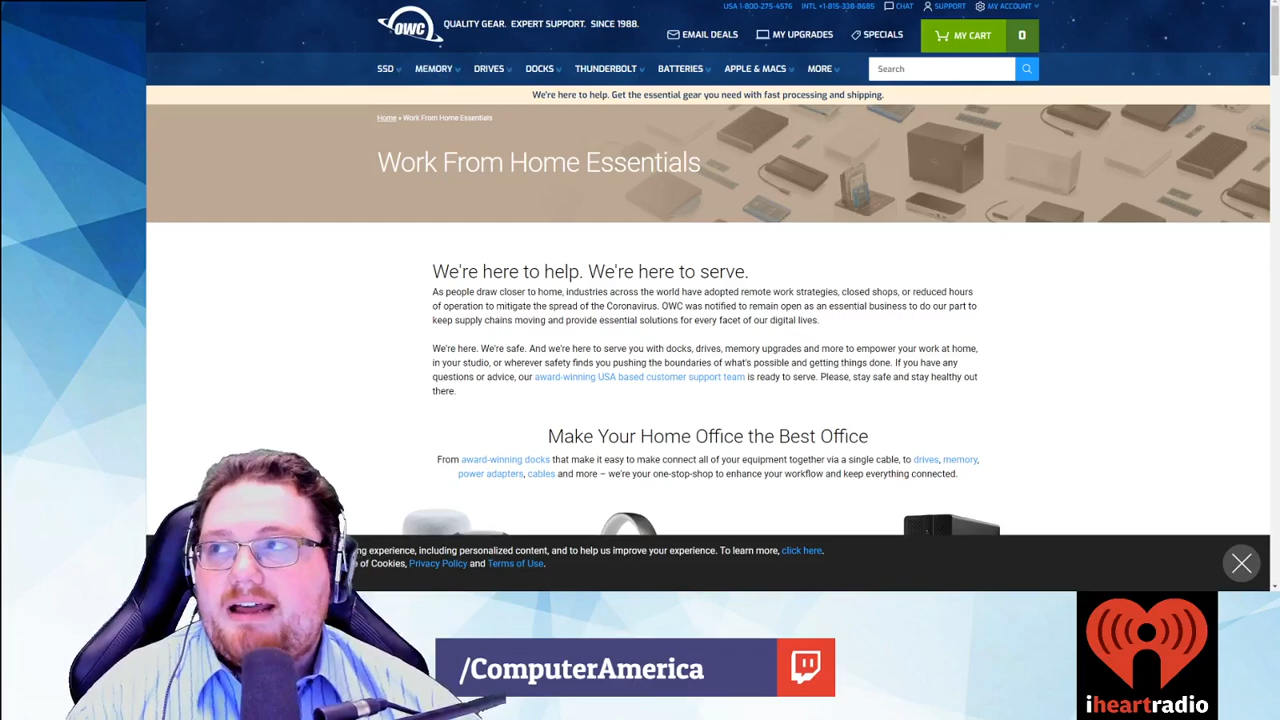 USA 1-800-275-4576 INTL +1-815-338-8685 CHAT SUPPORT MY ACCOUNT
OWC QUALITY GEAR. EXPERT SUPPORT. SINCE 1988.
EMAIL DEALS MY UPGRADES SPECIALS MY CART 0
SSD MEMORY DRIVES DOCKS THUNDERBOLT BATTERIES APPLE & MACS MORE Search
We're here to help. Get the essential gear you need with fast processing and shipping.
Home » Work From Home Essentials
Work From Home Essentials
We're here to help. We're here to serve.
As people draw closer to home, industries across the world have adopted remote work strategies, closed shops, or reduced hours
of operation to mitigate the spread of the Coronavirus. OWC was notified to remain open as an essential business to do our part to
keep supply chains moving and provide essential solutions for every facet of our digital lives.
We're here. We're safe. And we're here to serve you with docks, drives, memory upgrades and more to empower your work at home,
in your studio, or wherever safety finds you pushing the boundaries of what's possible and getting things done. If you have any
questions or advice, our award-winning USA based customer support team is ready to serve. Please, stay safe and stay healthy out
there.
Make Your Home Office the Best Office
From award-winning docks that make it easy to make connect all of your equipment together via a single cable, to drives, memory,
power adapters, cables and more – we're your one-stop-shop to enhance your workflow and keep everything connected.
ng experience, including personalized content, and to help us improve your experience. To learn more, click here.
e of Cookies, Privacy Policy and Terms of Use.
/ComputerAmerica
iheartradio